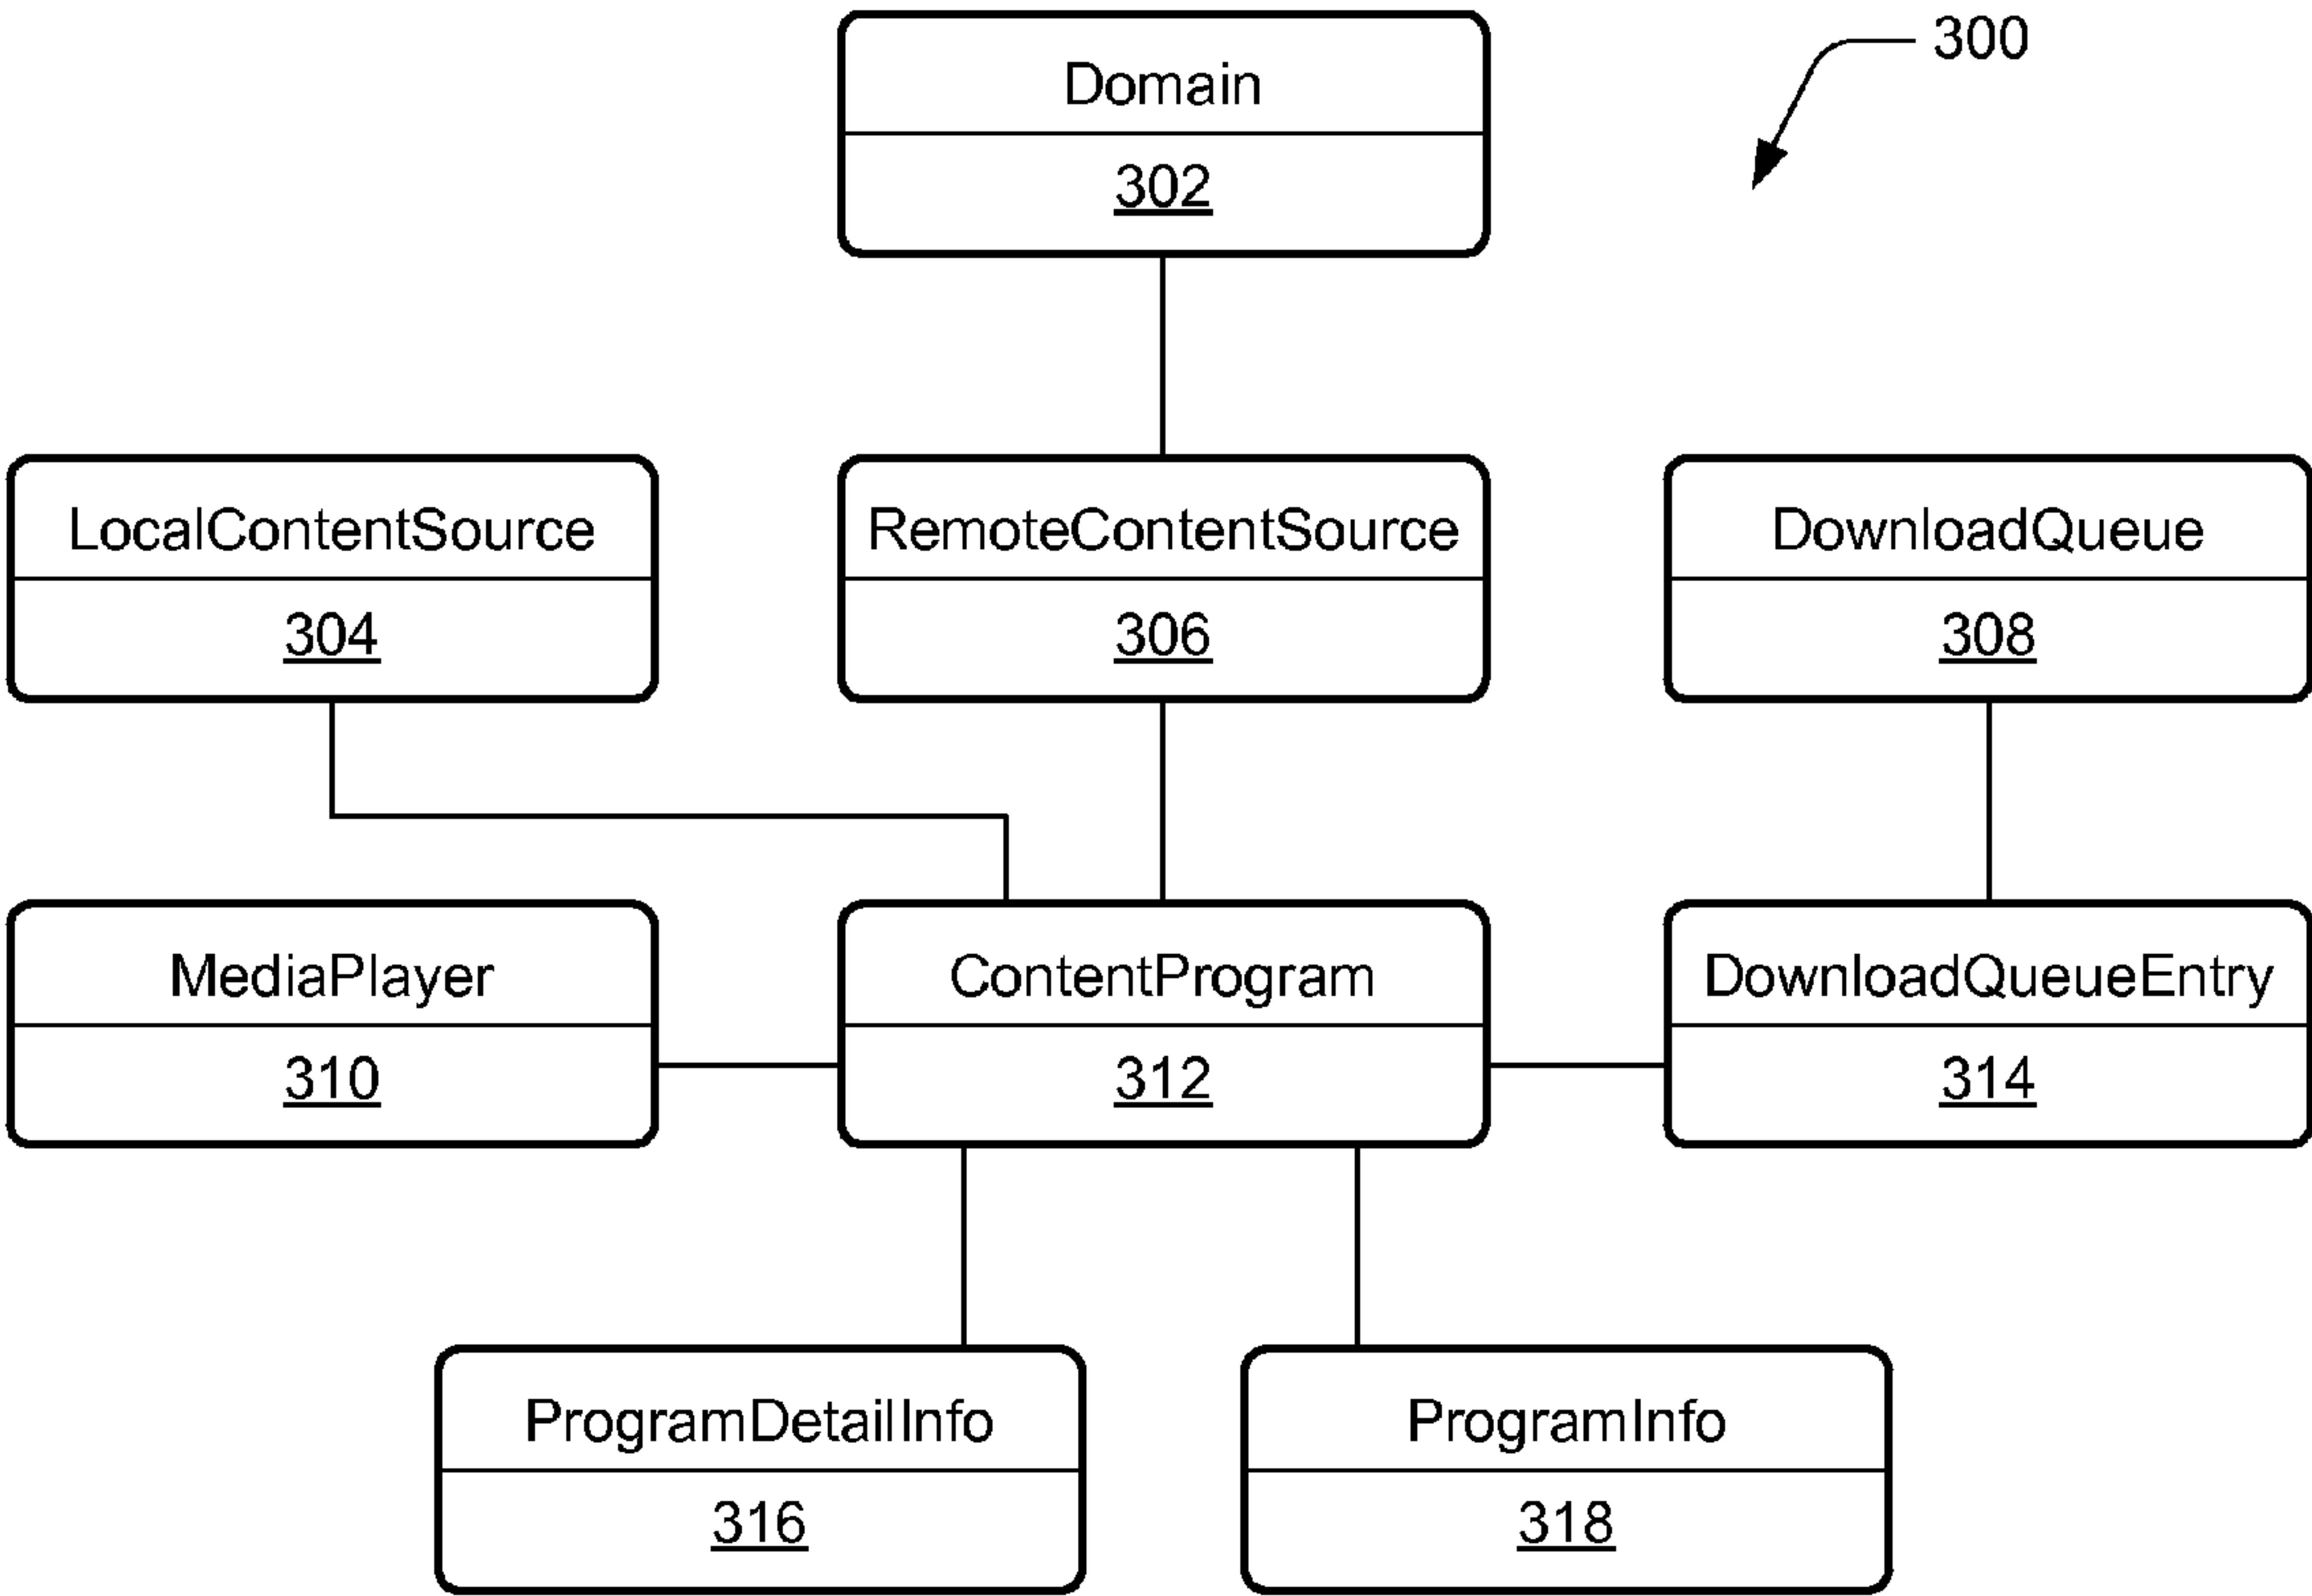 300
Domain
302
LocalContentSource
304
RemoteContentSource
306
DownloadQueue
308
MediaPlayer
310
ContentProgram
312
DownloadQueueEntry
314
ProgramDetailInfo
316
ProgramInfo
318